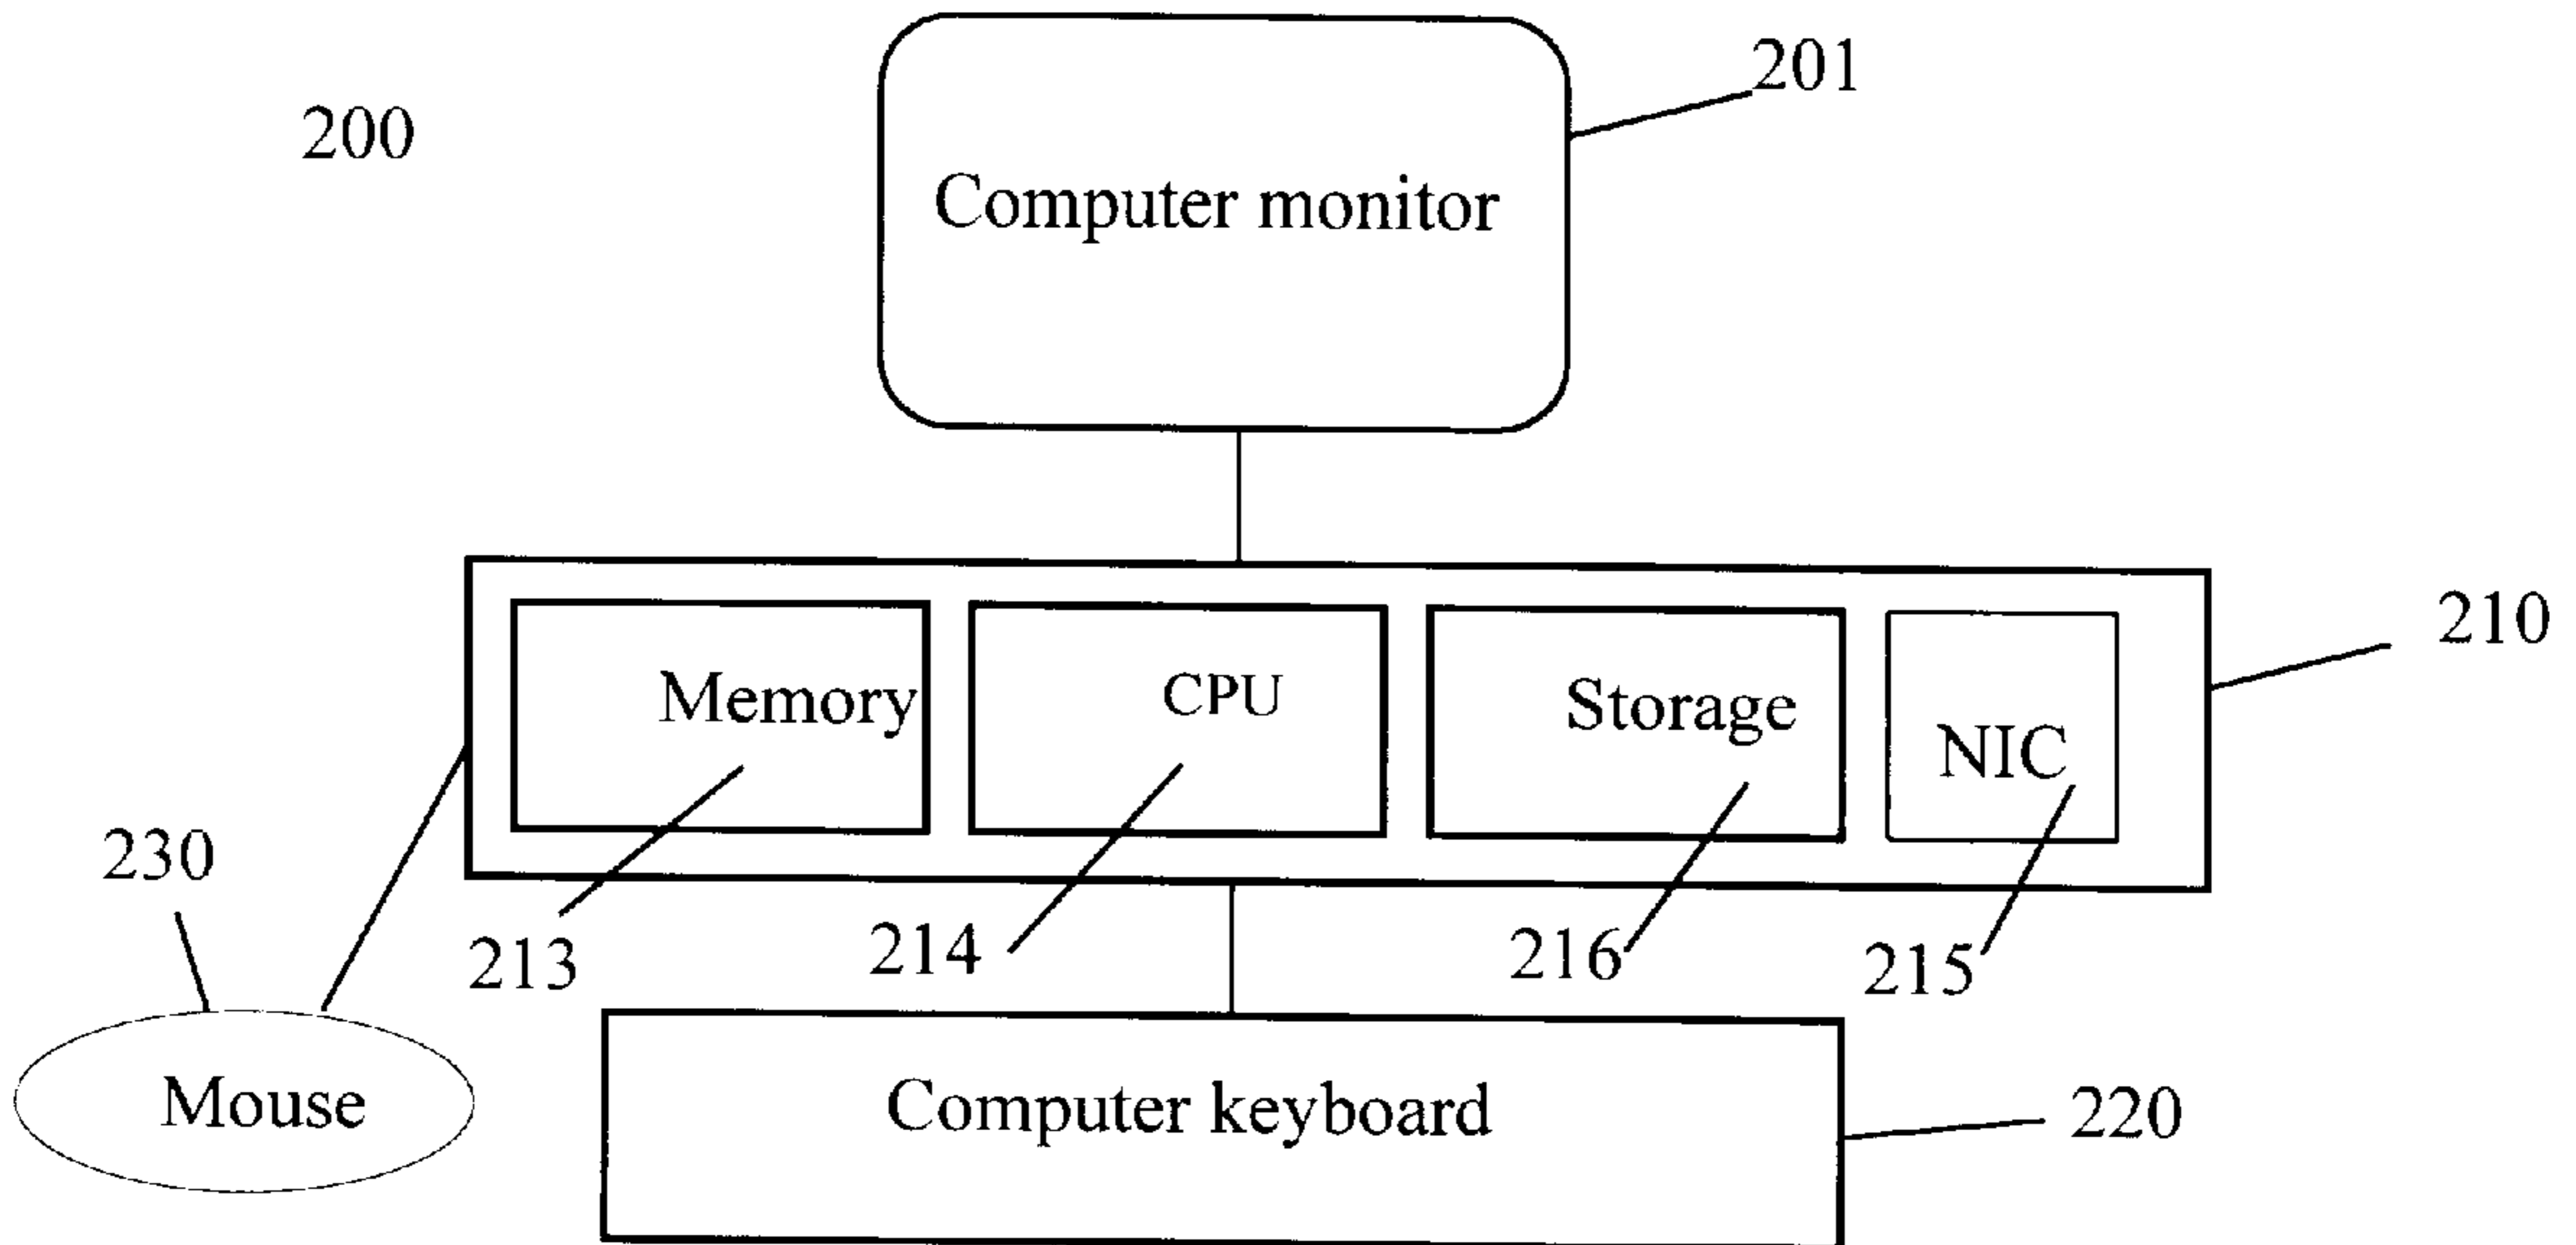 201
200
Computer monitor
210
Memory
CPU
Storage
NIC
230
213
214
216
215
Mouse
Computer keyboard
220